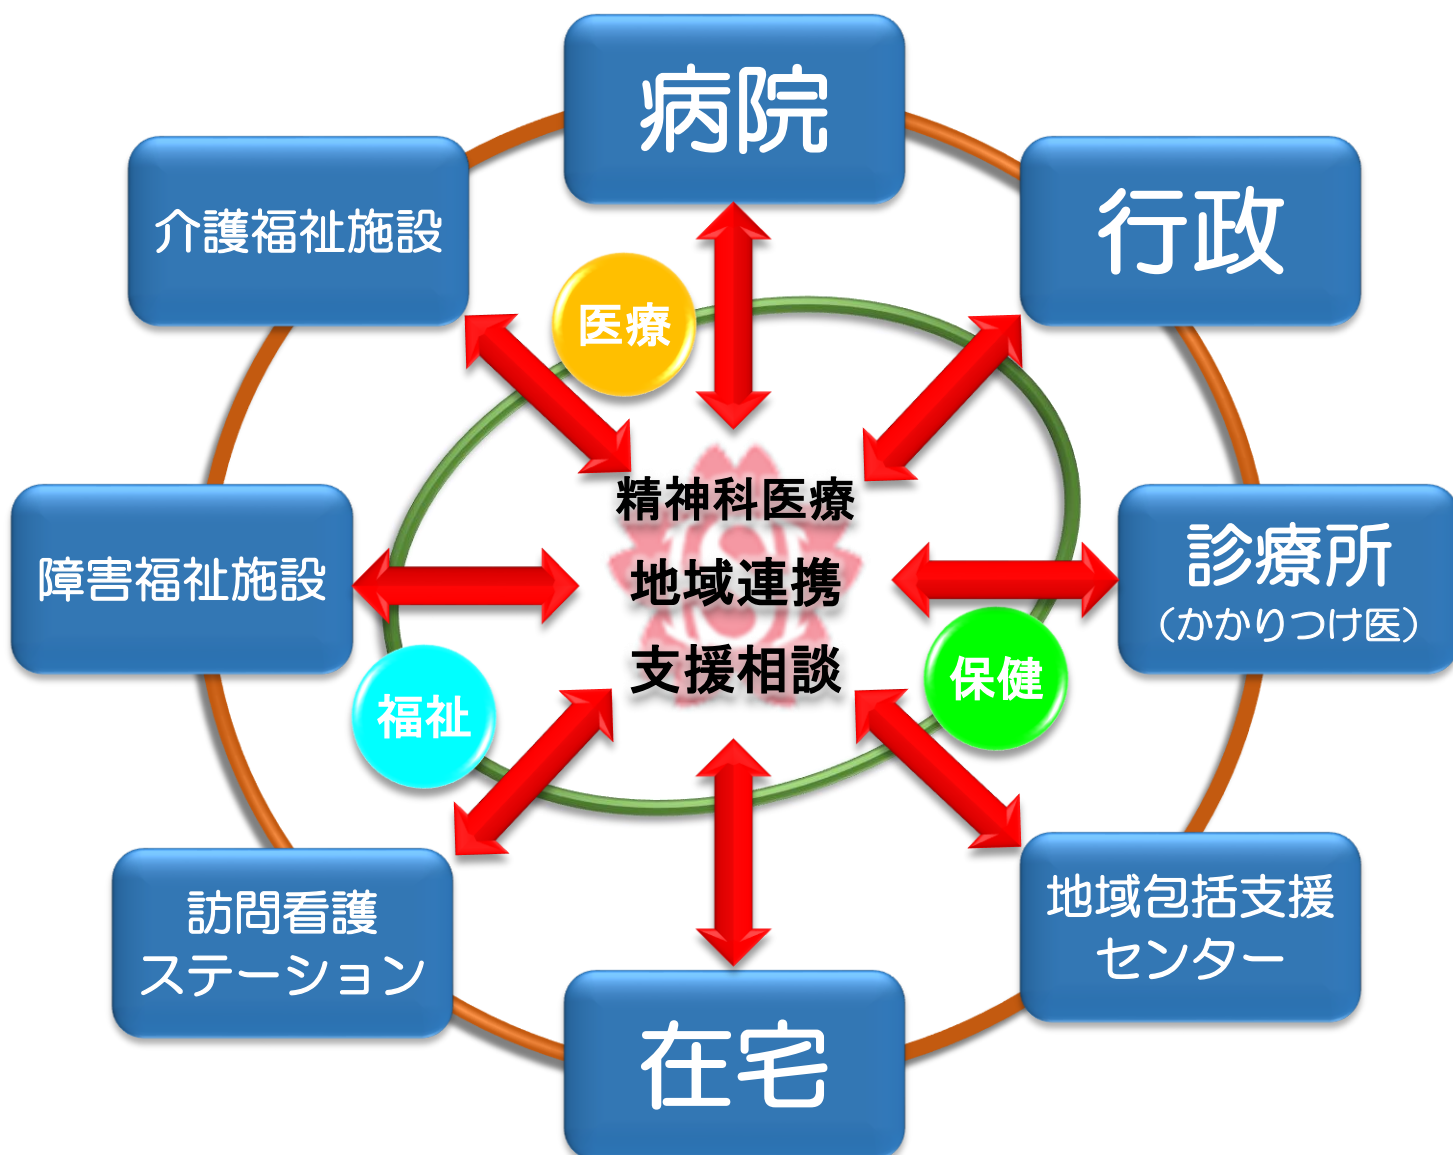 病院
行政
介護福祉施設
医療
精神科医療
地域連携
支援相談
診療所
（かかりつけ医）
障害福祉施設
保健
福祉
地域包括支援
センター
訪問看護
ステーション
在宅